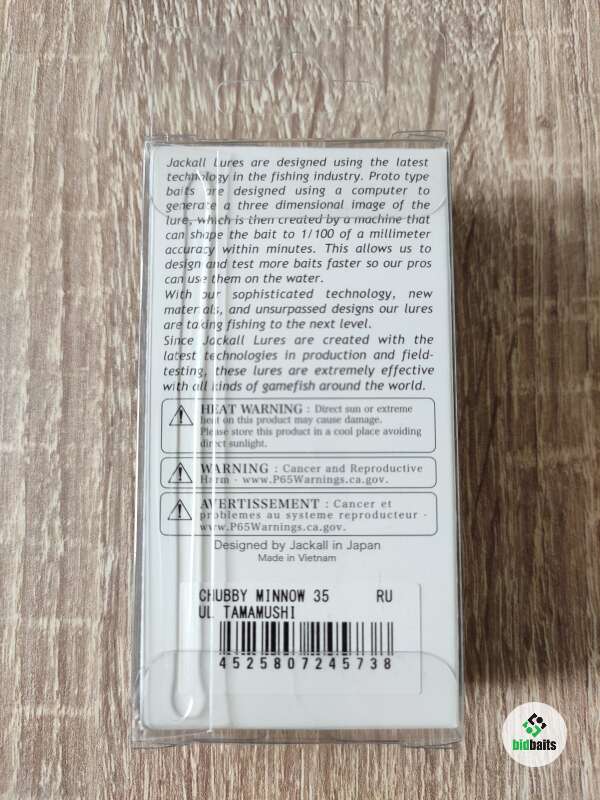 Jackall Lures are designed using the latest
technology in the fishing industry. Proto type
baits are designed using a computer to
generate a three dimensional image of the
lure, which is then created by a machine that
can shape the bait to 1/100 of a millimeter
accuracy within minutes. This allows us to
design and test more baits faster so our pros
can use them on the water.
With our sophisticated technology, new
materials, and unsurpassed designs our lures
are taking fishing to the next level.
Since Jackall Lures are created with the
latest technologies in production and field-
testing, these lures are extremely effective
with all kinds of gamefish around the world.
HEAT WARNING : Direct sun or extreme
heat on this product may cause damage.
Please store this product in a cool place avoiding
direct sunlight.
WARNING : Cancer and Reproductive
Harm - www.P65Warnings.ca.gov.
AVERTISSEMENT : Cancer et
problemes au systeme reproducteur -
www.P65Warnings.ca.gov.
Designed by Jackall in Japan
Made in Vietnam
CHUBBY MINNOW 35 RU
UL TAMAMUSHI
4525807245738
bidbaits